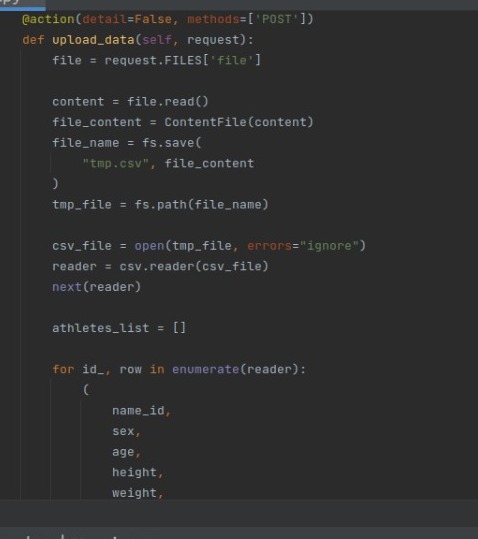 @action(detail=False, methods=['POST'])
def upload_data(self, request):
file = request.FILES['file']
content = file.read()
file_content = ContentFile(content)
file_name = fs.save(
"tmp.csv", file_content
)
tmp_file = fs.path(file_name)
csv_file = open(tmp_file, errors="ignore")
reader = csv.reader(csv_file)
next(reader)
athletes_list = []
for id_, row in enumerate(reader):
(
name_id,
sex,
age,
height,
weight,